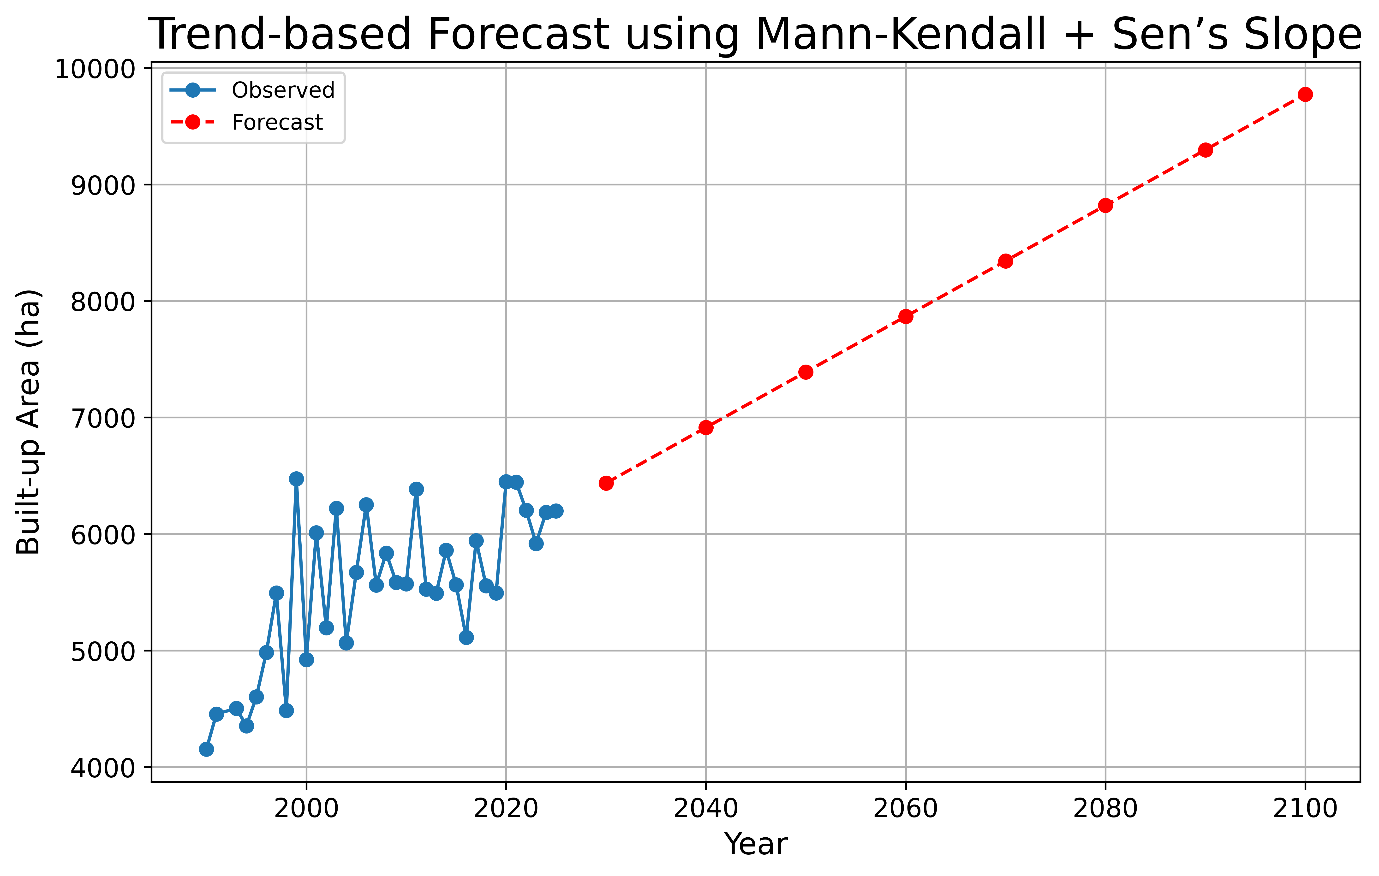 Trend-based Forecast using Mann-Kendall + Sen’s Slope
Observed
Forecast
Built-up Area (ha)
10000
9000
8000
7000
6000
5000
4000
2000 2020 2040 2060 2080 2100
Year